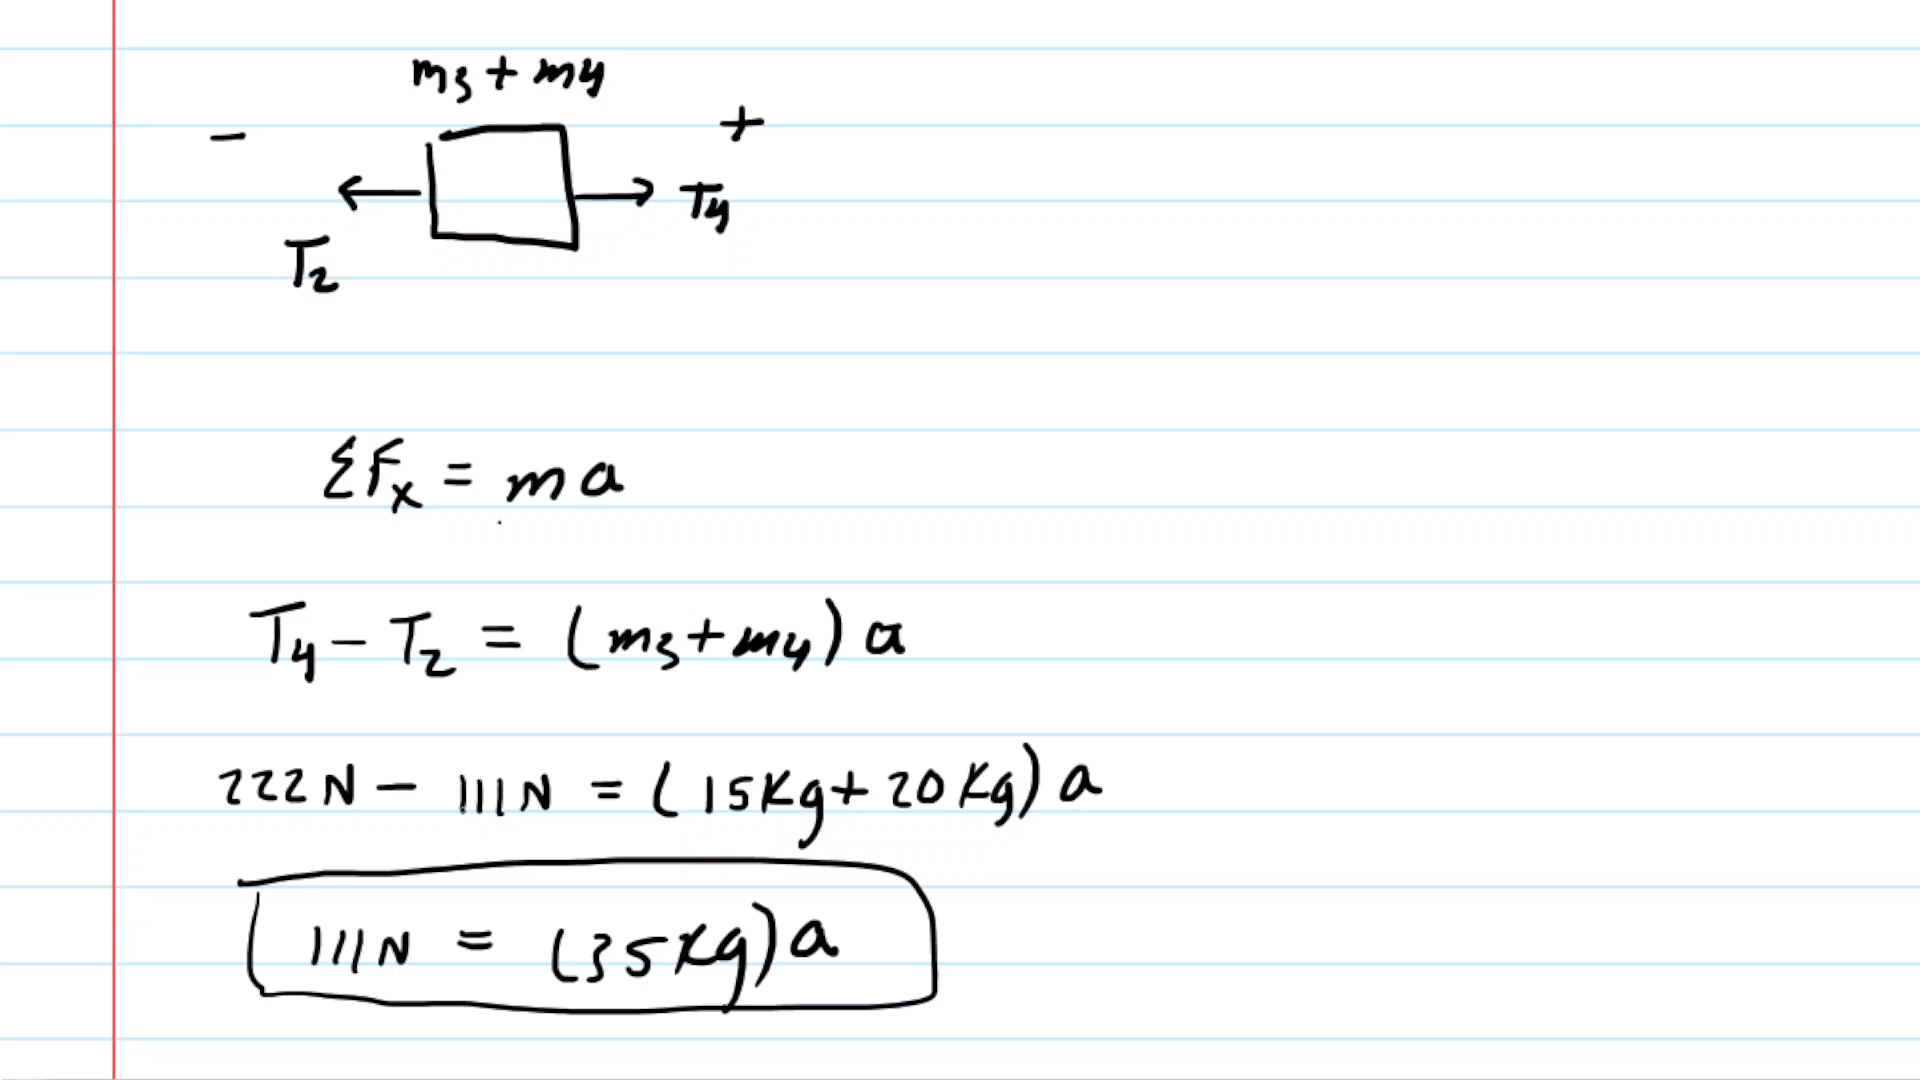 m₃ + m₄
− +
T₄
T₂
ΣFₓ = ma
T₄ − T₂ = (m₃+m₄) a
222N − 111N = (15Kg+20Kg) a
111N = (35Kg) a